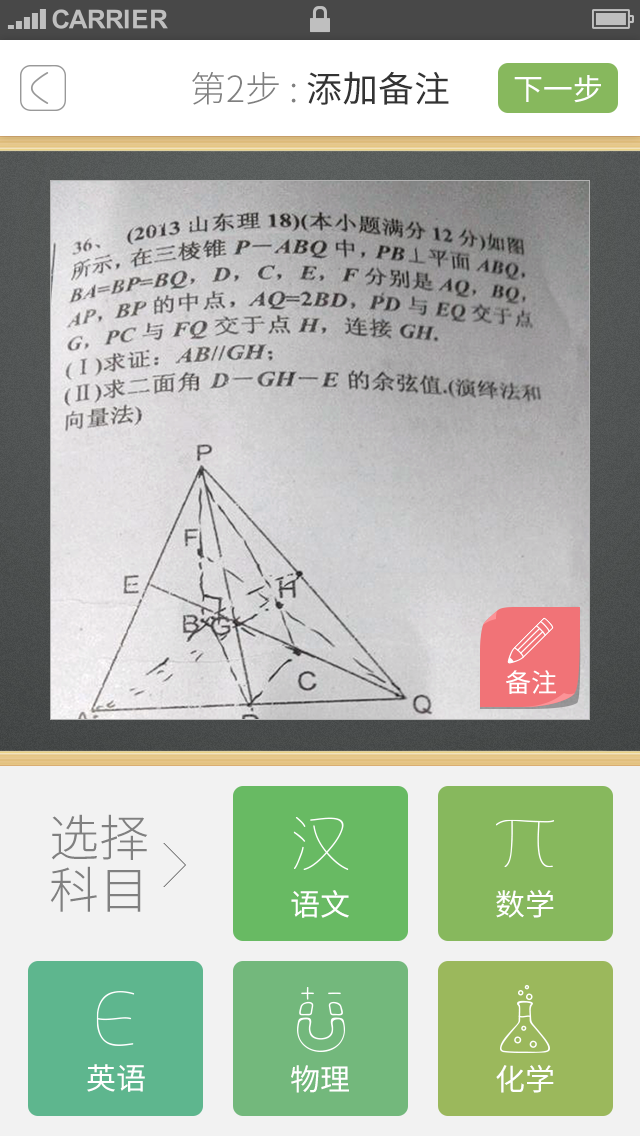 CARRIER
第2步 : 添加备注
下一步
36、 (2013 山东理 18)(本小题满分 12 分)如图
所示，在三棱锥 P－ABQ 中，PB⊥平面 ABQ，
BA=BP=BQ，D，C，E，F 分别是 AQ，BQ，
AP，BP 的中点，AQ=2BD，PD 与 EQ 交于点
G，PC 与 FQ 交于点 H，连接 GH.
(Ⅰ)求证：AB//GH；
(Ⅱ)求二面角 D－GH－E 的余弦值.(演绎法和
向量法)
P
F
E
H
B G
C
Q
备注
选择
科目
汉
语文
π
数学
E
英语
物理
化学